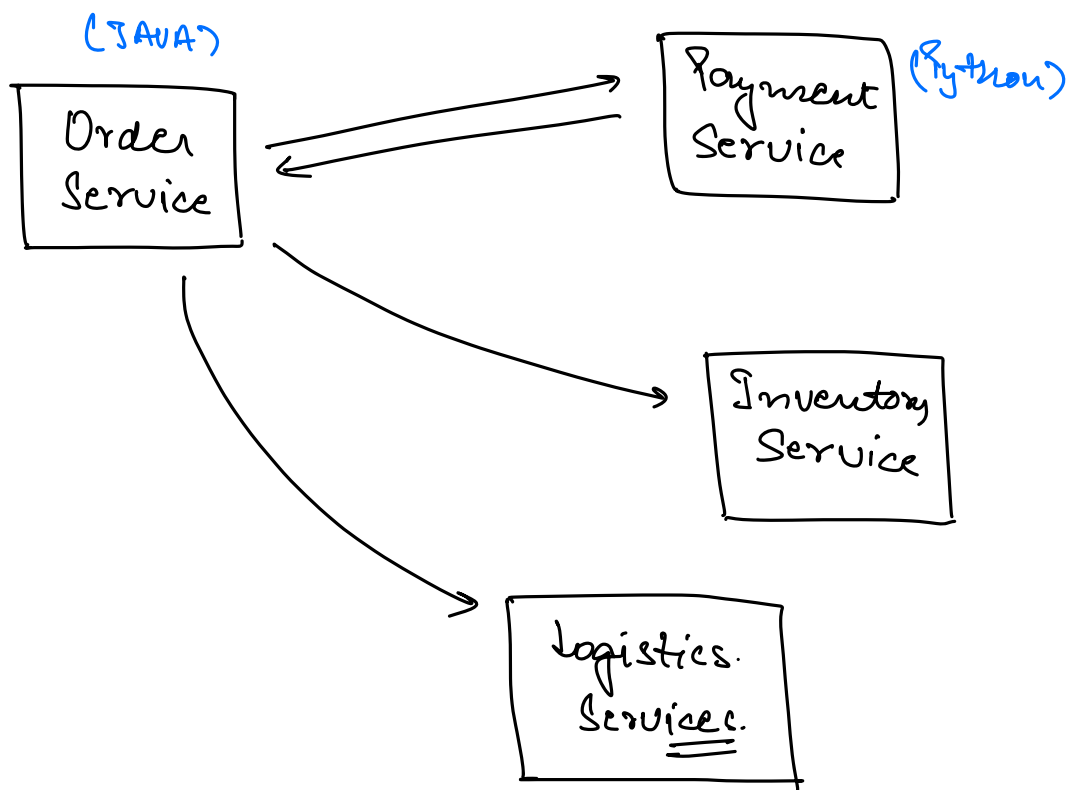 (JAVA)
Order
Service
Payment
Service
(Python)
Inventory
Service
Logistics.
Services.